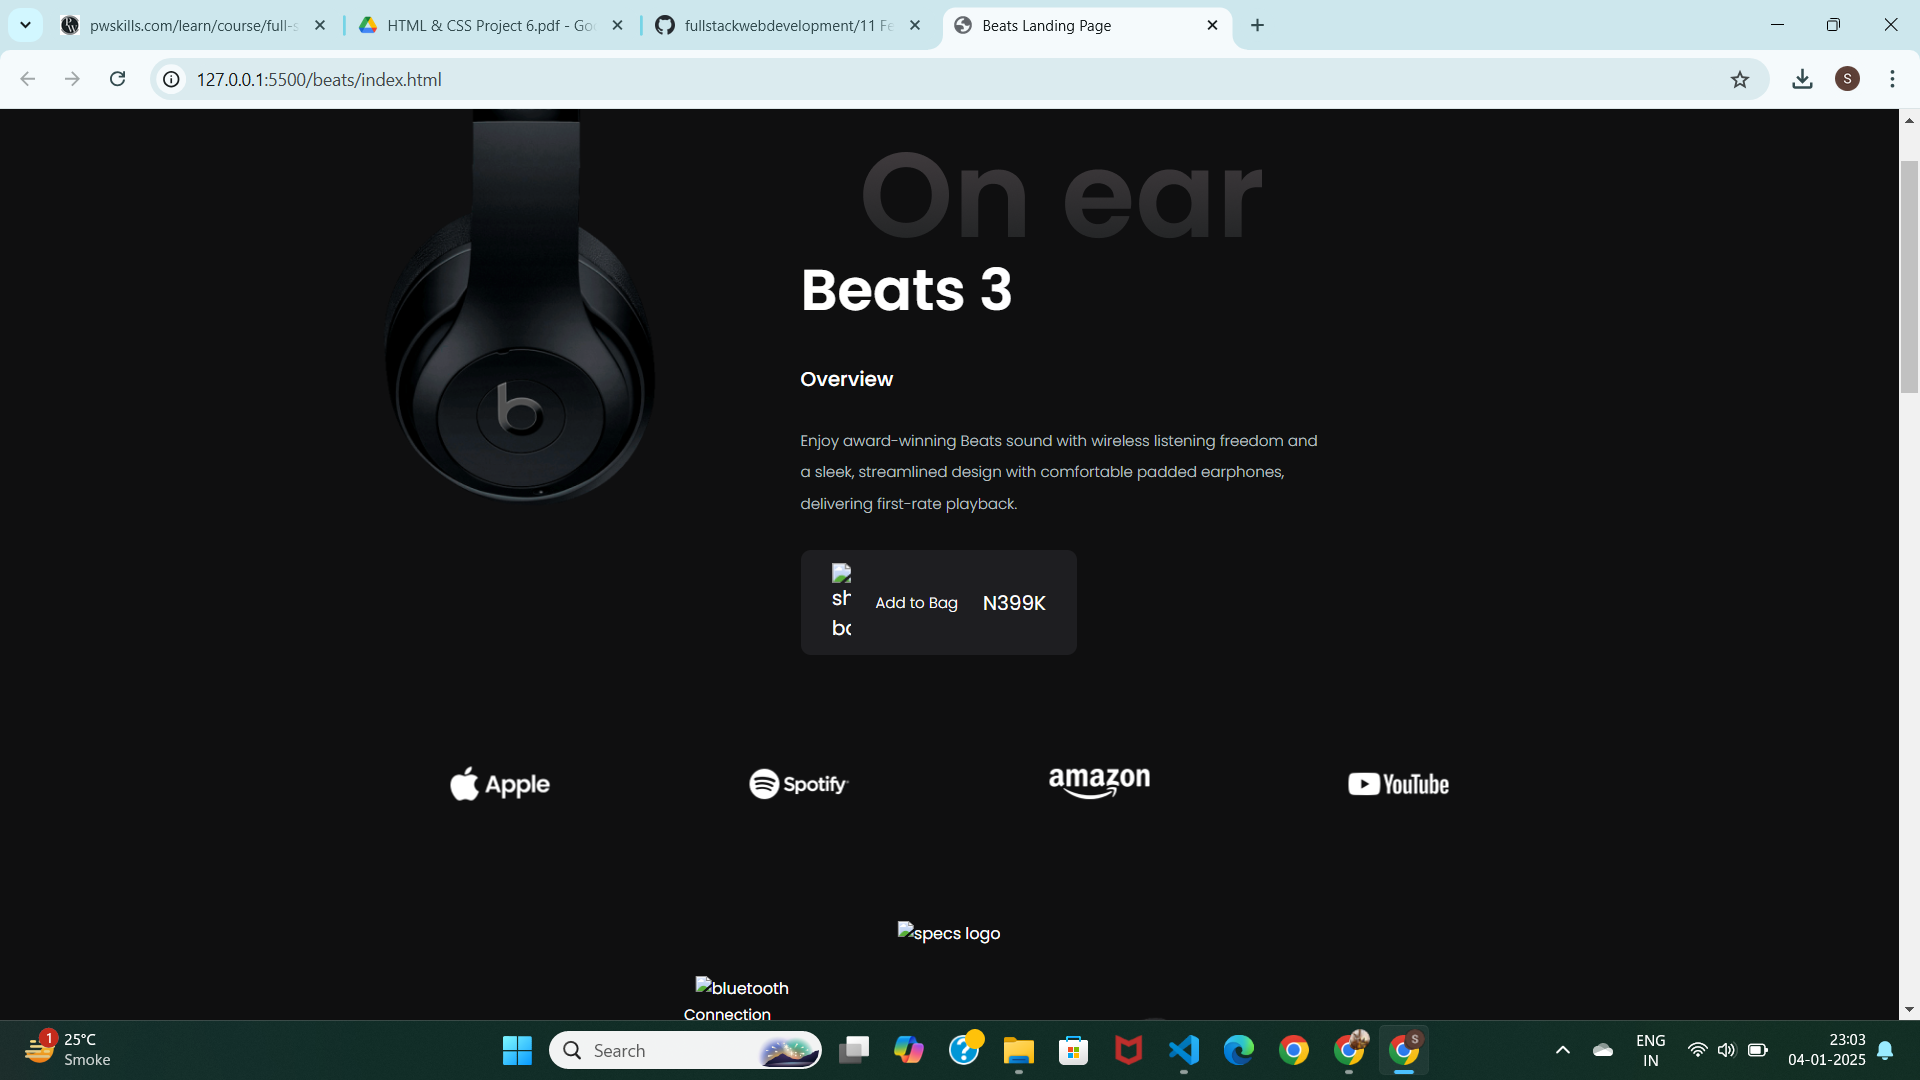 pwskills.com/learn/course/full-s
HTML & CSS Project 6.pdf - Goo
fullstackwebdevelopment/11 Fe
Beats Landing Page
127.0.0.1:5500/beats/index.html
S
On ear
Beats 3
Overview
Enjoy award-winning Beats sound with wireless listening freedom and
a sleek, streamlined design with comfortable padded earphones,
delivering first-rate playback.
b
sh
bo
Add to Bag N399K
Apple
Spotify
amazon
YouTube
specs logo
bluetooth
Connection
1
25°C
Smoke
Search
S
ENG
IN
23:03
04-01-2025